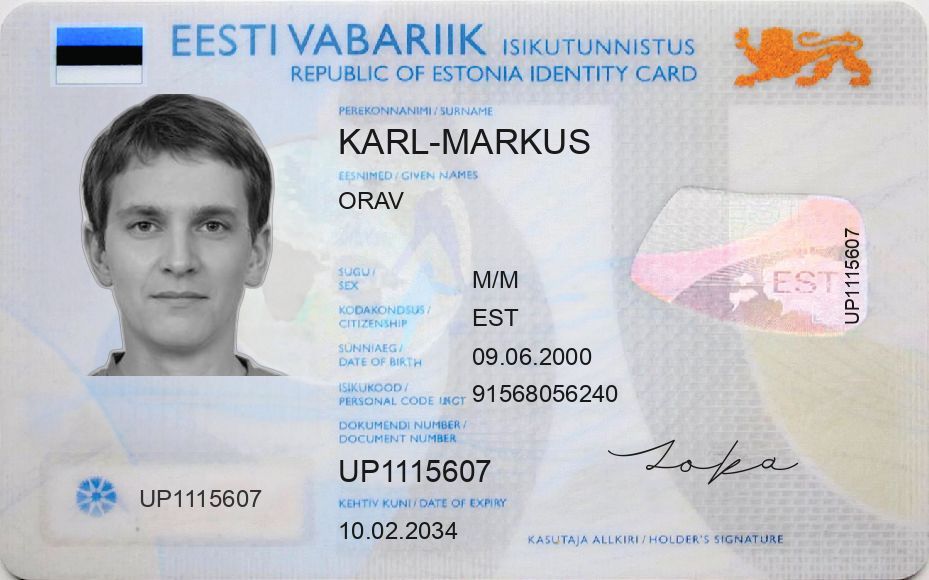 EESTI VABARIIK ISIKUTUNNISTUS
REPUBLIC OF ESTONIA IDENTITY CARD
PEREKONNANIMI / SURNAME
KARL-MARKUS
EESNIMED / GIVEN NAMES
ORAV
SUGU /
SEX
M/M
KODAKONDSUS /
CITIZENSHIP
EST
SÜNNIAEG /
DATE OF BIRTH
09.06.2000
ISIKUKOOD /
PERSONAL CODE
91568056240
DOKUMENDI NUMBER /
DOCUMENT NUMBER
UP1115607
KEHTIV KUNI / DATE OF EXPIRY
10.02.2034
UP1115607
EST
UP1115607
KASUTAJA ALLKIRI / HOLDER'S SIGNATURE